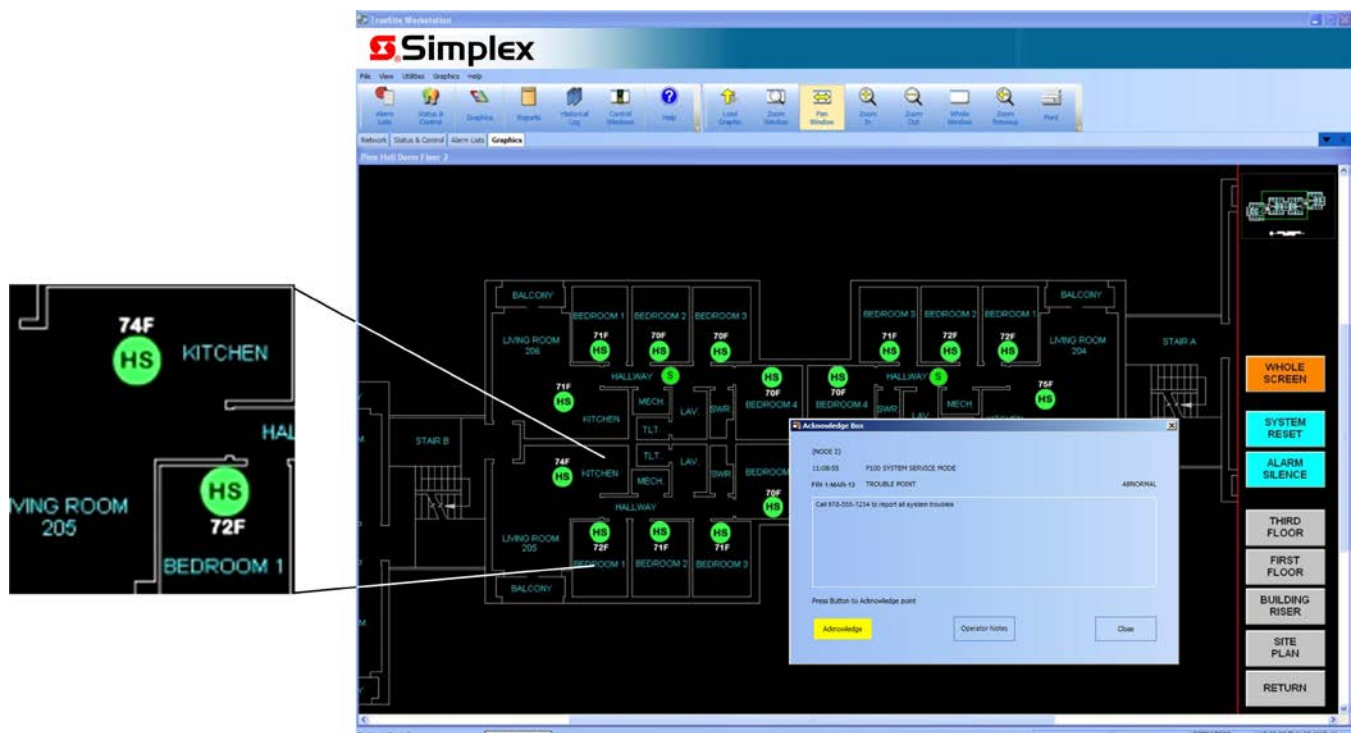 TrueSite Workstation
Simplex
File View Utilities Graphics Help
Alarm Lists
Status & Control
Graphics
Reports
Historical Log
Control Windows
Help
Load Graphic
Zoom Window
Pan Window
Zoom In
Zoom Out
Whole Window
Zoom Previous
Print
Network Status & Control Alarm Lists Graphics
Pine Hall Dorm Floor 2
74F
HS KITCHEN
HAL
HS
VING ROOM
205
72F
BEDROOM 1
BALCONY
BALCONY
BEDROOM 1 BEDROOM 2 BEDROOM 3
BEDROOM 3 BEDROOM 2 BEDROOM 1
LIVING ROOM
206
71F 70F 70F
HS HS HS
71F 72F 72F
HS HS HS
LIVING ROOM
204
STAIR A
HALLWAY S
HS HS
70F 70F
HALLWAY S
71F
HS
75F
HS
KITCHEN
MECH.
LAV.
SWR.
BEDROOM 4 BEDROOM 4
SWR.
LAV.
MECH.
TLT.
STAIR B
74F
HS
KITCHEN
TLT.
MECH.
LAV.
SWR.
BEDROOM
70F
HS
HALLWAY
LIVING ROOM
205
HS HS HS
72F 71F 71F
BEDROOM 1 BEDROOM 2 BEDROOM 3
BALCONY
Acknowledge Box
(NODE 2)
11:08:55 P100 SYSTEM SERVICE MODE
FRI 1-MAR-13 TROUBLE POINT ABNORMAL
Call 978-555-1234 to report all system troubles
Press Button to Acknowledge point
Acknowledge
Operator Notes
Close
WHOLE
SCREEN
SYSTEM
RESET
ALARM
SILENCE
THIRD
FLOOR
FIRST
FLOOR
BUILDING
RISER
SITE
PLAN
RETURN